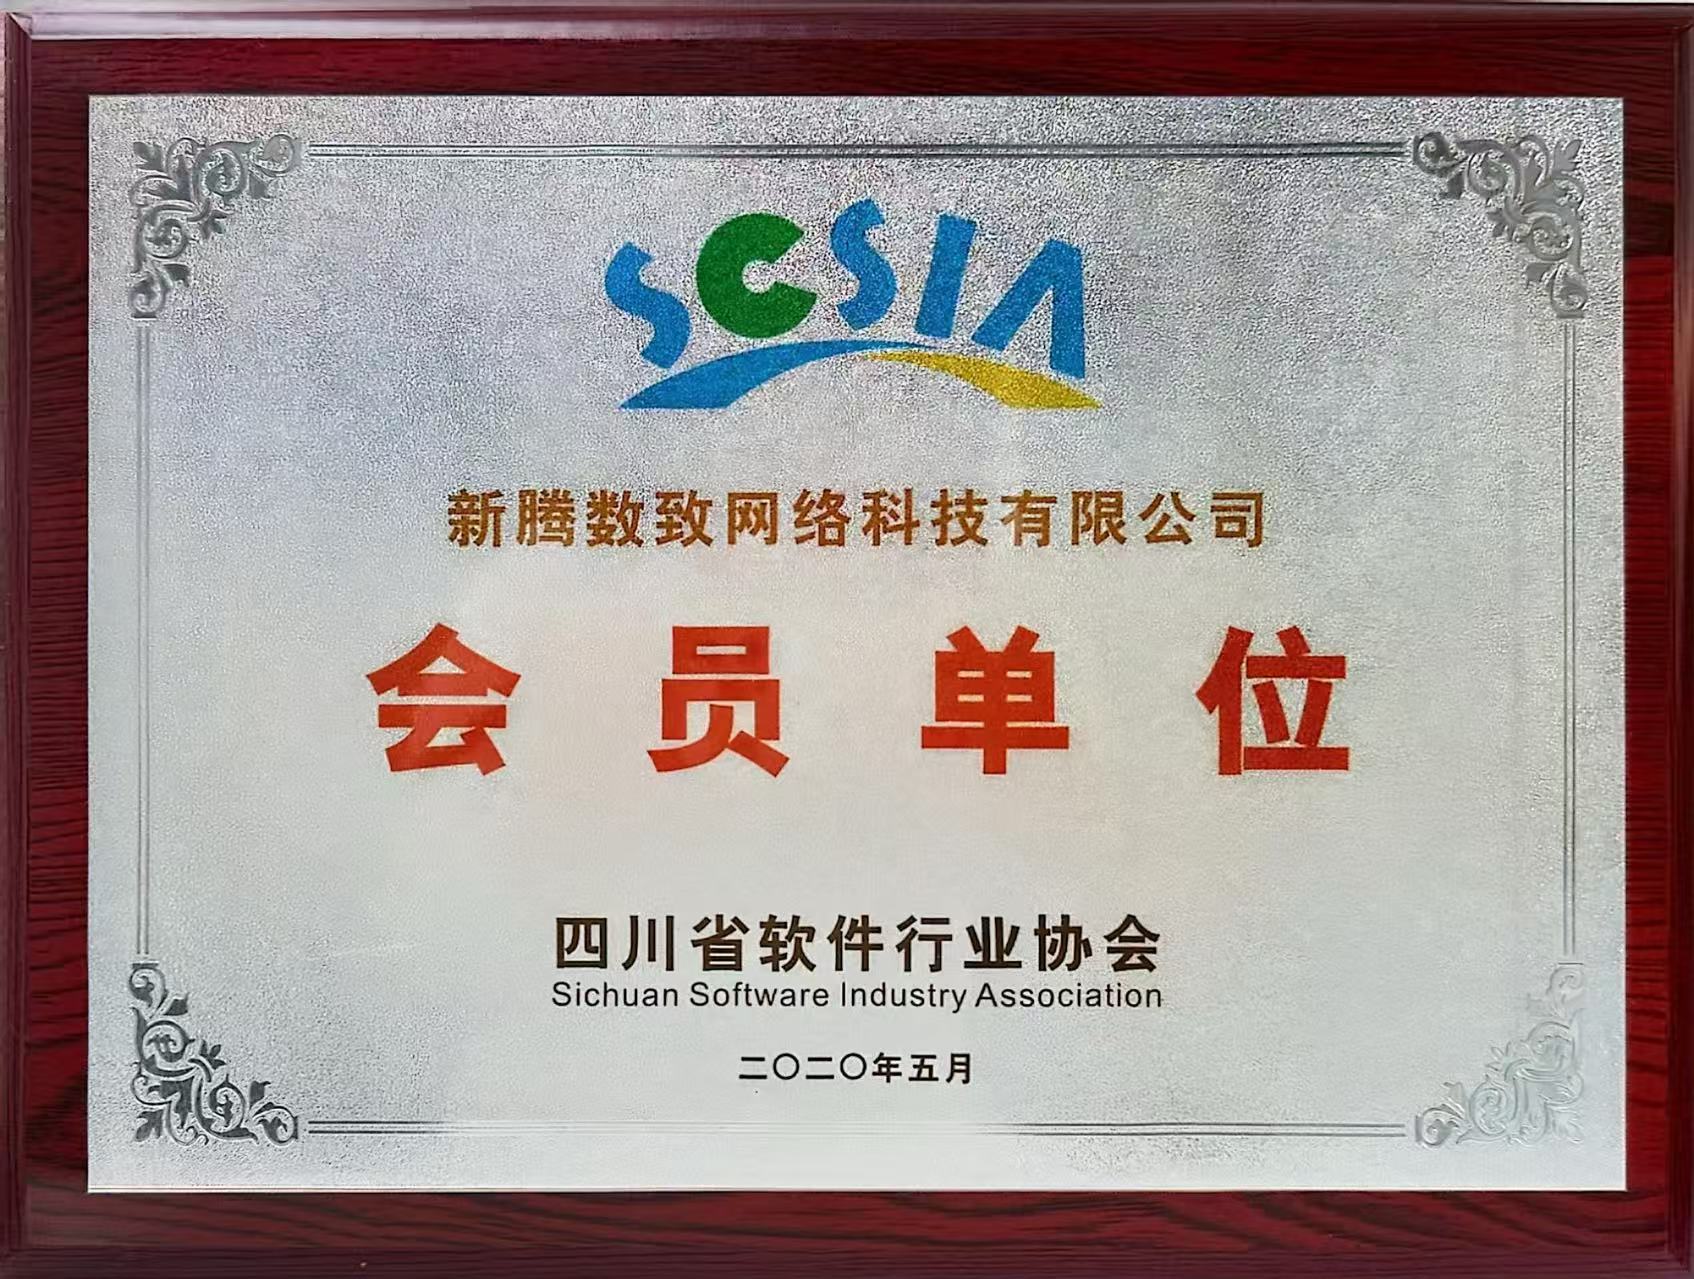 SCSIA
新腾数致网络科技有限公司
会员单位
四川省软件行业协会
Sichuan Software Industry Association
二〇二〇年五月